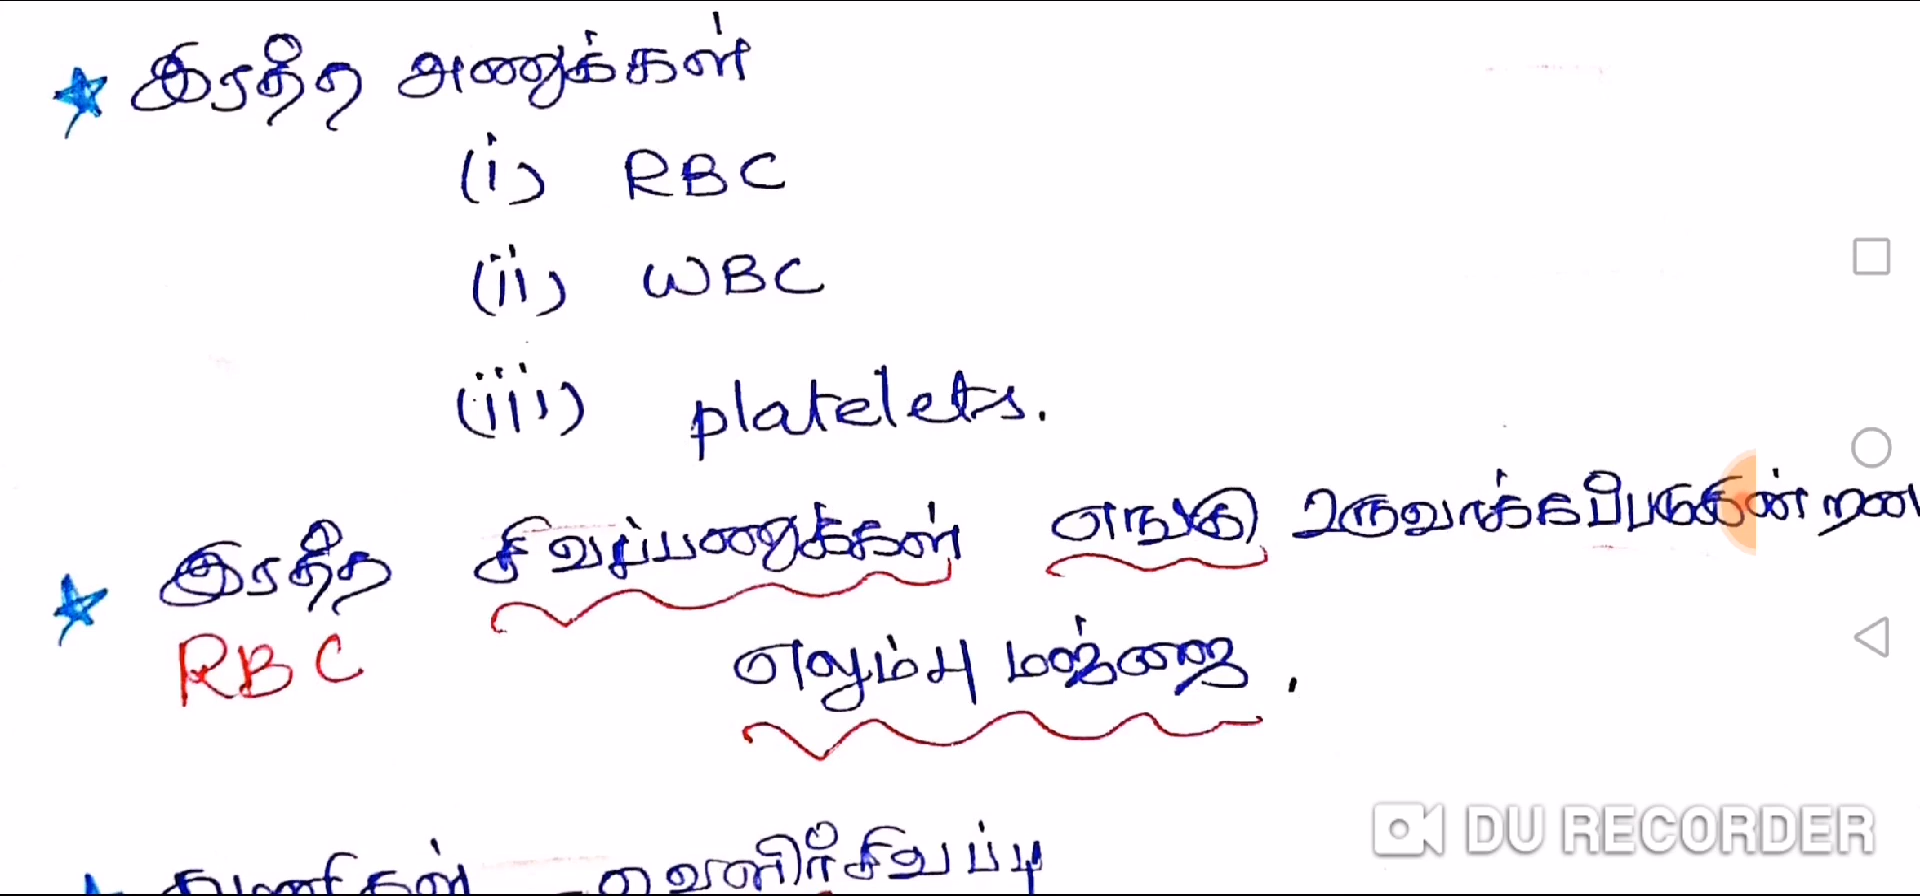 இரத்த அணுக்கள்
(i) RBC
(ii) WBC
(iii) platelets.
இரத்த சிவப்பணுக்கள் எங்கு உருவாக்கப்படுகின்றன
RBC
எலும்பு மஜ்ஜை.
DU RECORDER